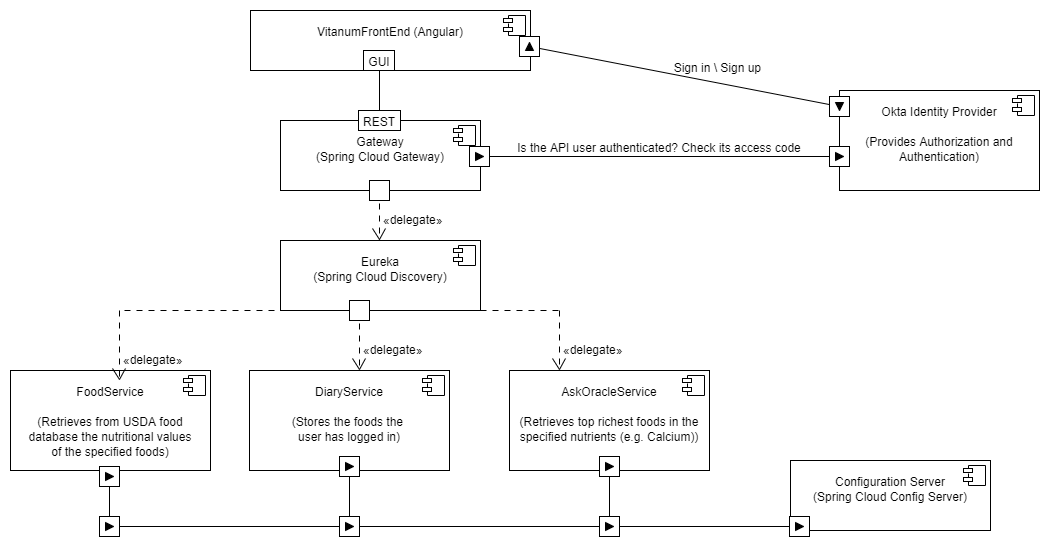 VitanumFrontEnd (Angular)
GUI
Sign in \ Sign up
REST
Gateway
(Spring Cloud Gateway)
Is the API user authenticated? Check its access code
Okta Identity Provider
(Provides Authorization and
Authentication)
«delegate»
Eureka
(Spring Cloud Discovery)
«delegate»
«delegate»
«delegate»
FoodService
(Retrieves from USDA food
database the nutritional values
of the specified foods)
DiaryService
(Stores the foods the
user has logged in)
AskOracleService
(Retrieves top richest foods in the
specified nutrients (e.g. Calcium))
Configuration Server
(Spring Cloud Config Server)